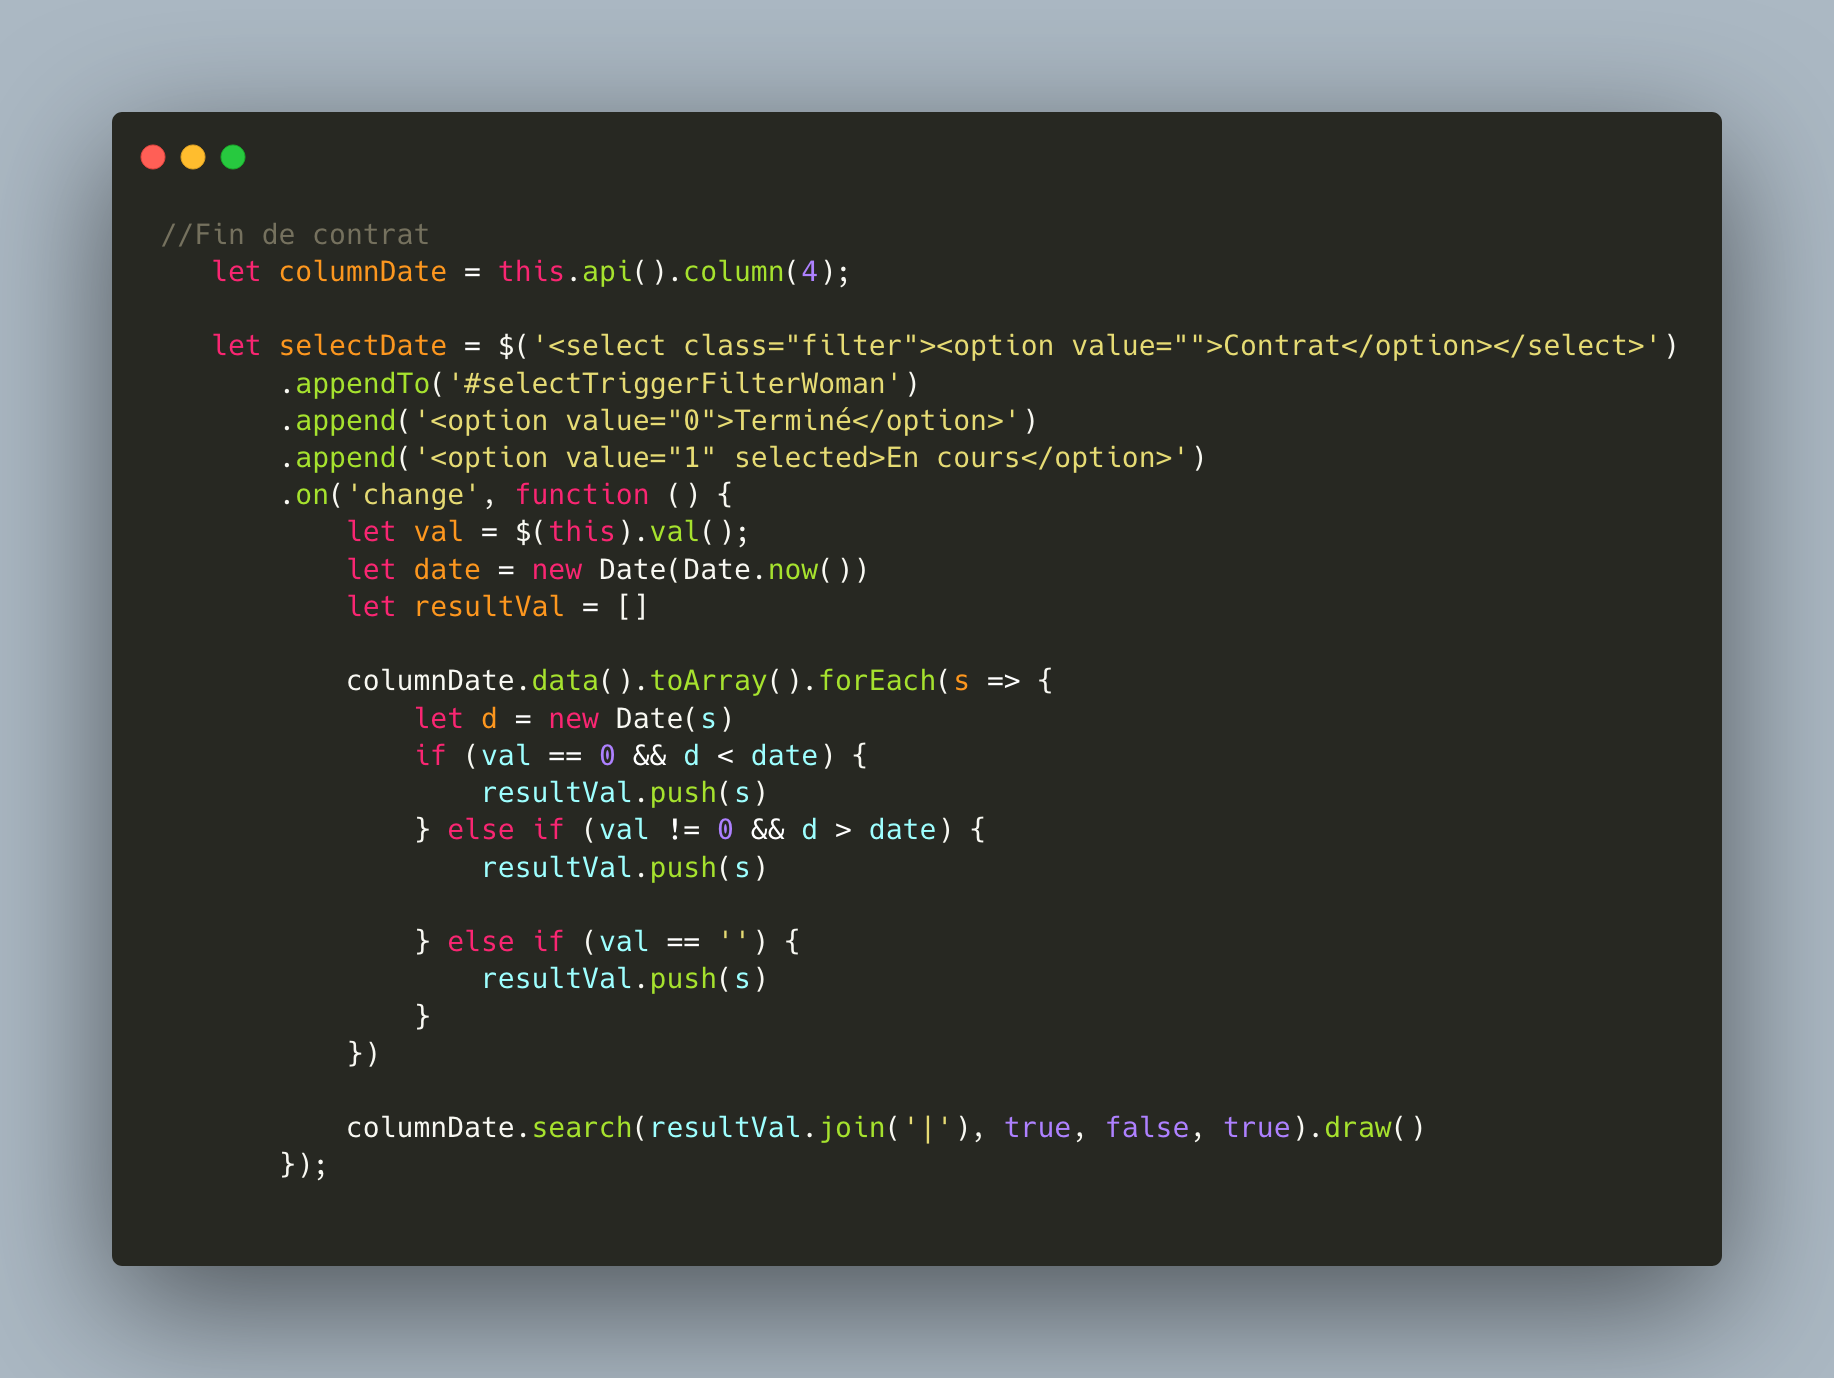 //Fin de contrat
let columnDate = this.api().column(4);
let selectDate = $('<select class="filter"><option value="">Contrat</option></select>')
.appendTo('#selectTriggerFilterWoman')
.append('<option value="0">Terminé</option>')
.append('<option value="1" selected>En cours</option>')
.on('change', function () {
let val = $(this).val();
let date = new Date(Date.now())
let resultVal = []
columnDate.data().toArray().forEach(s => {
let d = new Date(s)
if (val == 0 && d < date) {
resultVal.push(s)
} else if (val != 0 && d > date) {
resultVal.push(s)
} else if (val == '') {
resultVal.push(s)
}
})
columnDate.search(resultVal.join('|'), true, false, true).draw()
});